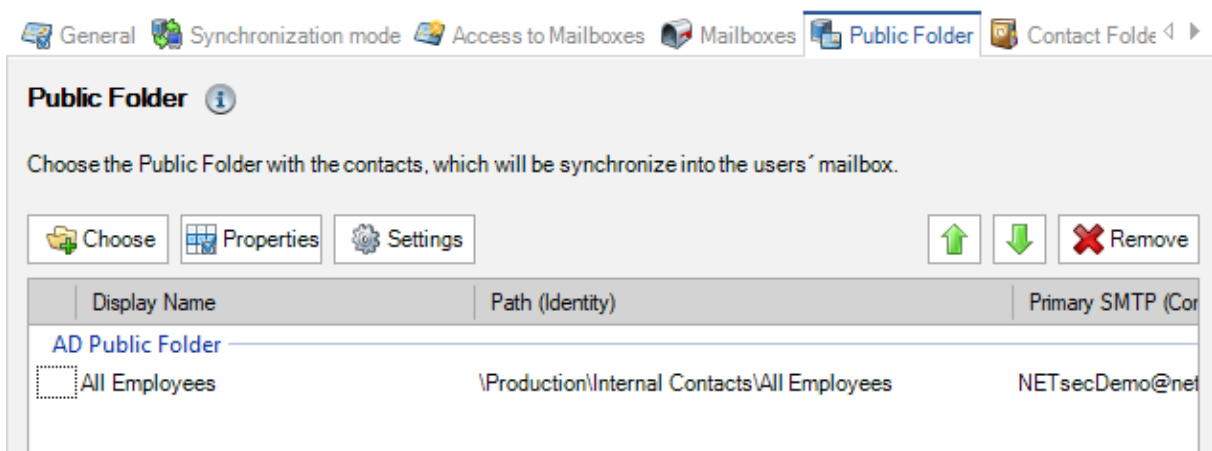 General Synchronization mode Access to Mailboxes Mailboxes Public Folder Contact Folde
Public Folder
Choose the Public Folder with the contacts, which will be synchronize into the users´ mailbox.
Choose Properties Settings Remove
Display Name Path (Identity) Primary SMTP (Cor
AD Public Folder
All Employees \Production\Internal Contacts\All Employees NETsecDemo@net